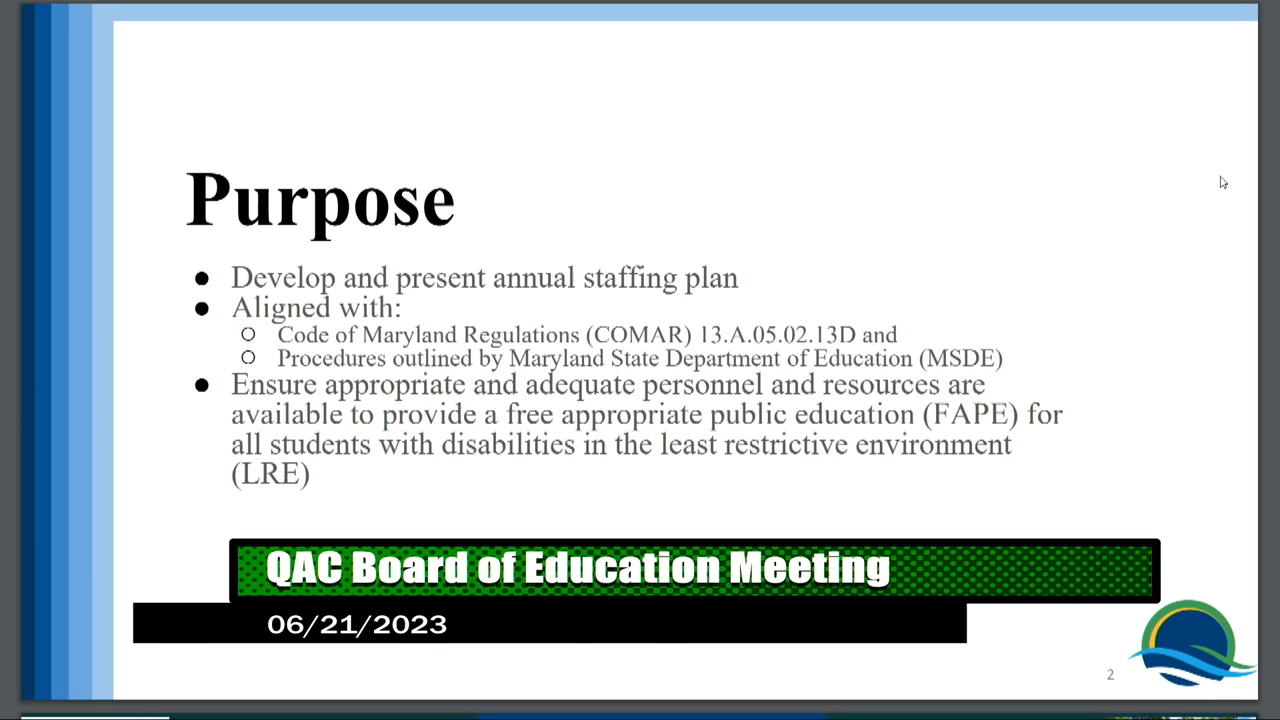 Purpose
● Develop and present annual staffing plan
● Aligned with:
○ Code of Maryland Regulations (COMAR) 13.A.05.02.13D and
○ Procedures outlined by Maryland State Department of Education (MSDE)
● Ensure appropriate and adequate personnel and resources are
available to provide a free appropriate public education (FAPE) for
all students with disabilities in the least restrictive environment
(LRE)
QAC Board of Education Meeting
06/21/2023
2